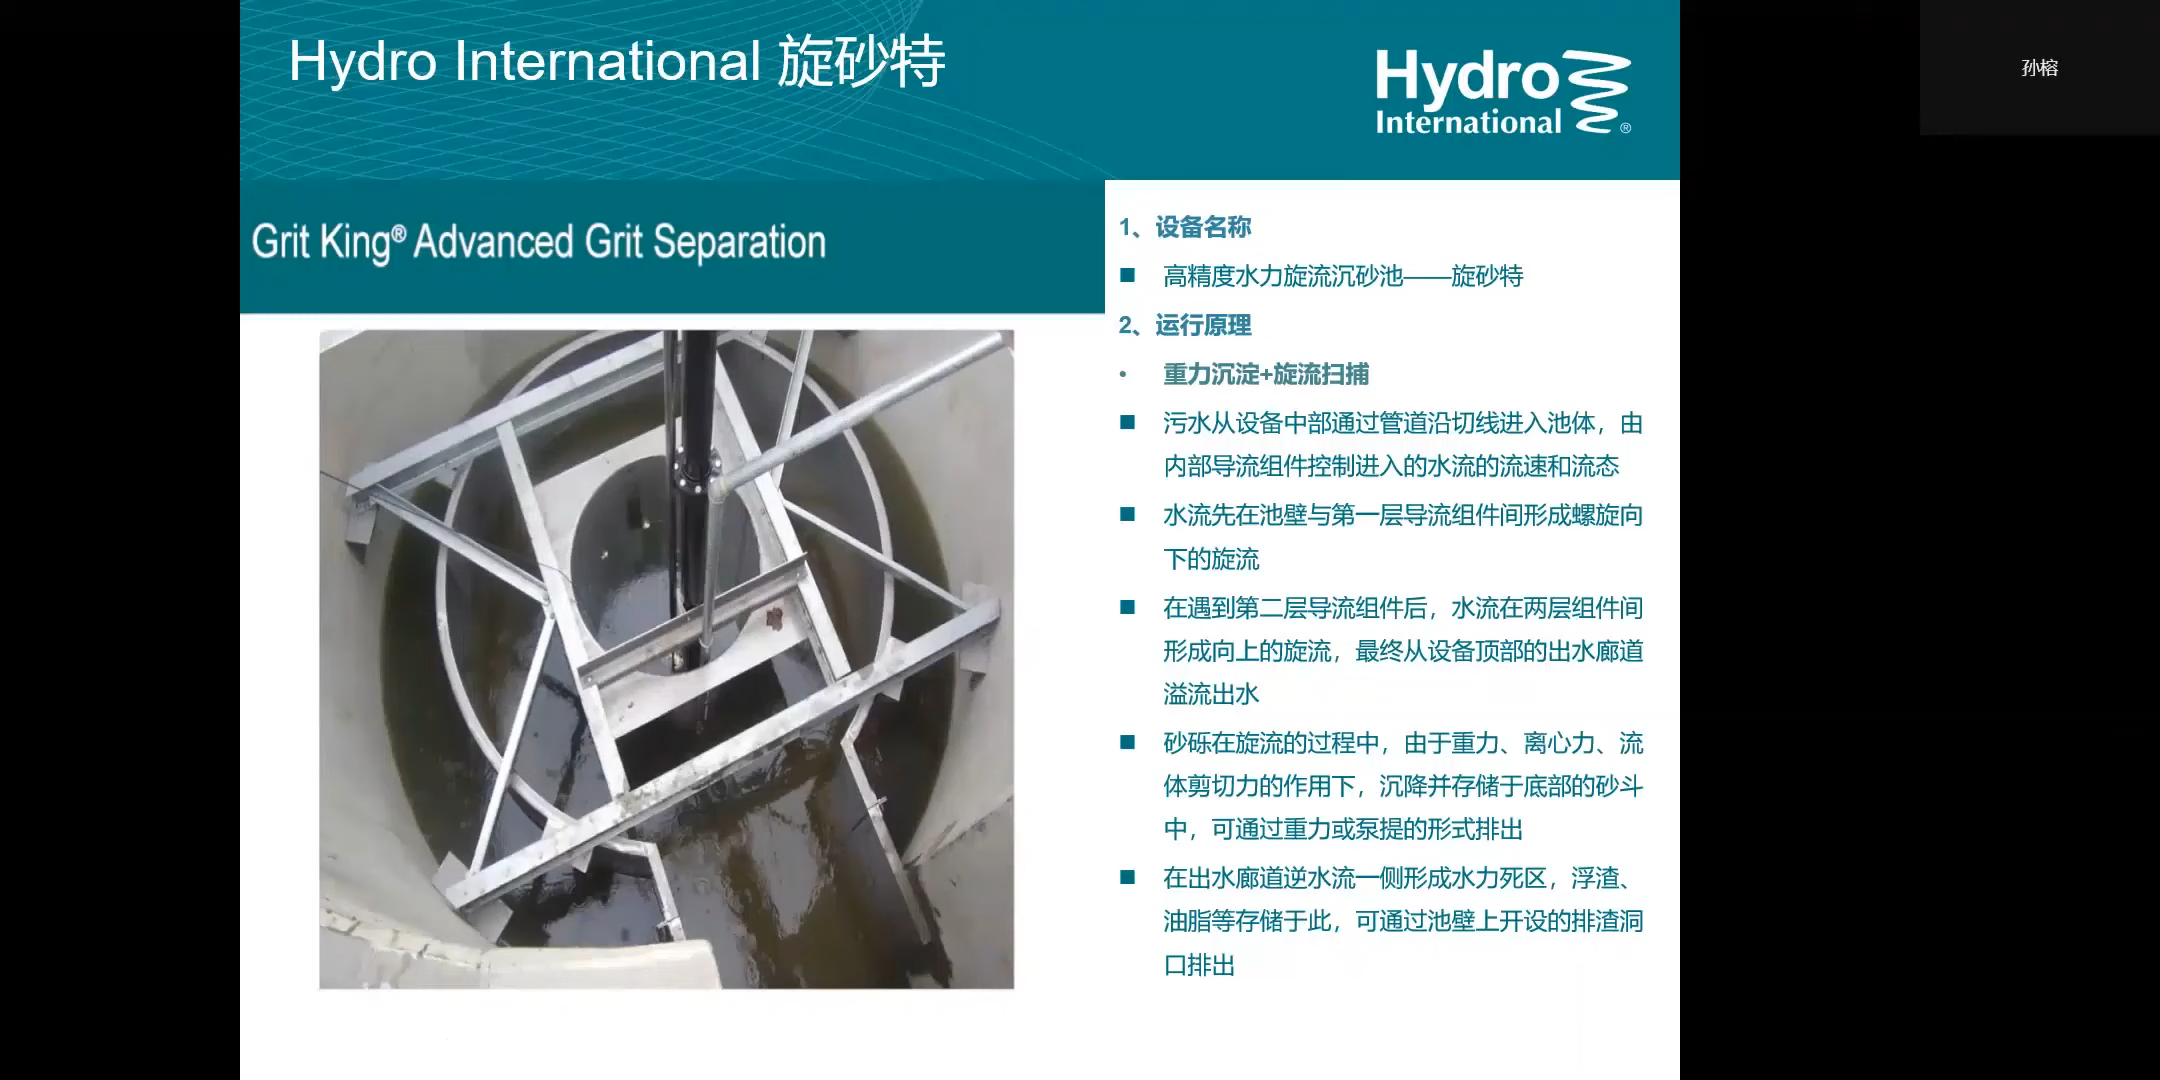 Hydro International 旋砂特
Hydro
International
®
孙榕
Grit King® Advanced Grit Separation
1、设备名称
■ 高精度水力旋流沉砂池——旋砂特
2、运行原理
• 重力沉淀+旋流扫捕
■ 污水从设备中部通过管道沿切线进入池体，由
内部导流组件控制进入的水流的流速和流态
■ 水流先在池壁与第一层导流组件间形成螺旋向
下的旋流
■ 在遇到第二层导流组件后，水流在两层组件间
形成向上的旋流，最终从设备顶部的出水廊道
溢流出水
■ 砂砾在旋流的过程中，由于重力、离心力、流
体剪切力的作用下，沉降并存储于底部的砂斗
中，可通过重力或泵提的形式排出
■ 在出水廊道逆水流一侧形成水力死区，浮渣、
油脂等存储于此，可通过池壁上开设的排渣洞
口排出